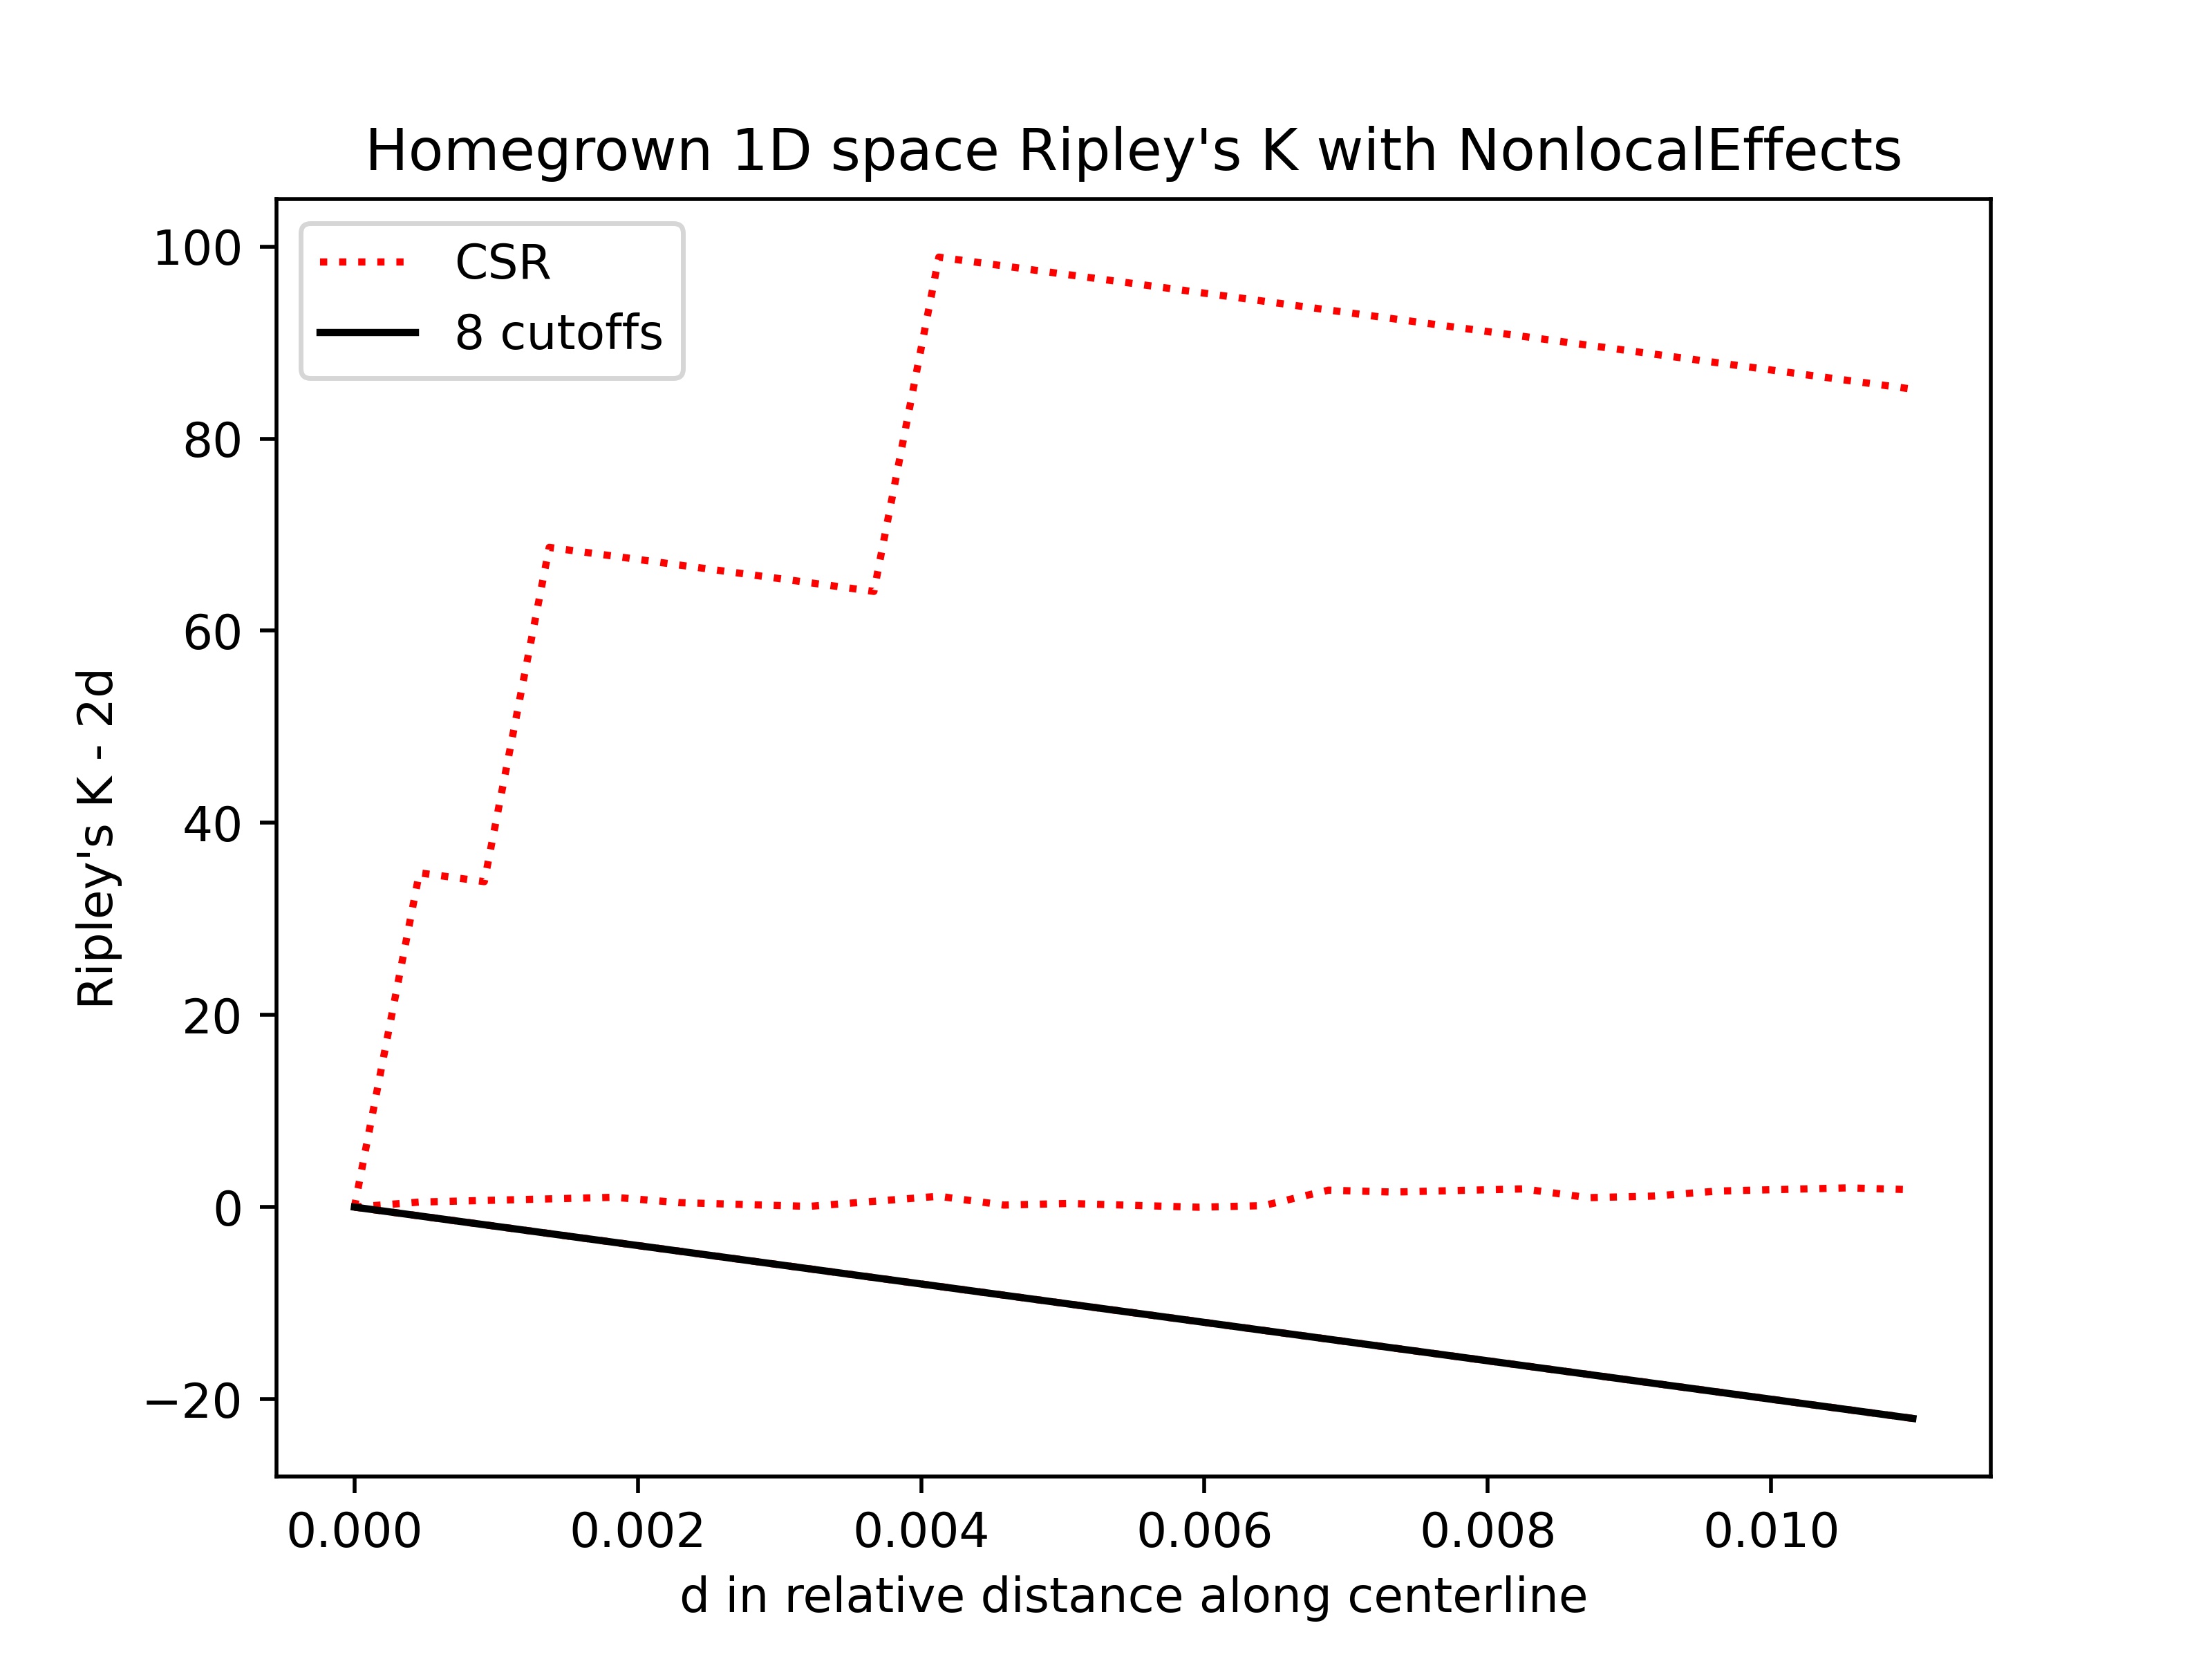 Homegrown 1D space Ripley's K with NonlocalEffects
CSR
8 cutoffs
100
80
60
40
20
0
−20
Ripley's K - 2d
0.000 0.002 0.004 0.006 0.008 0.010
d in relative distance along centerline